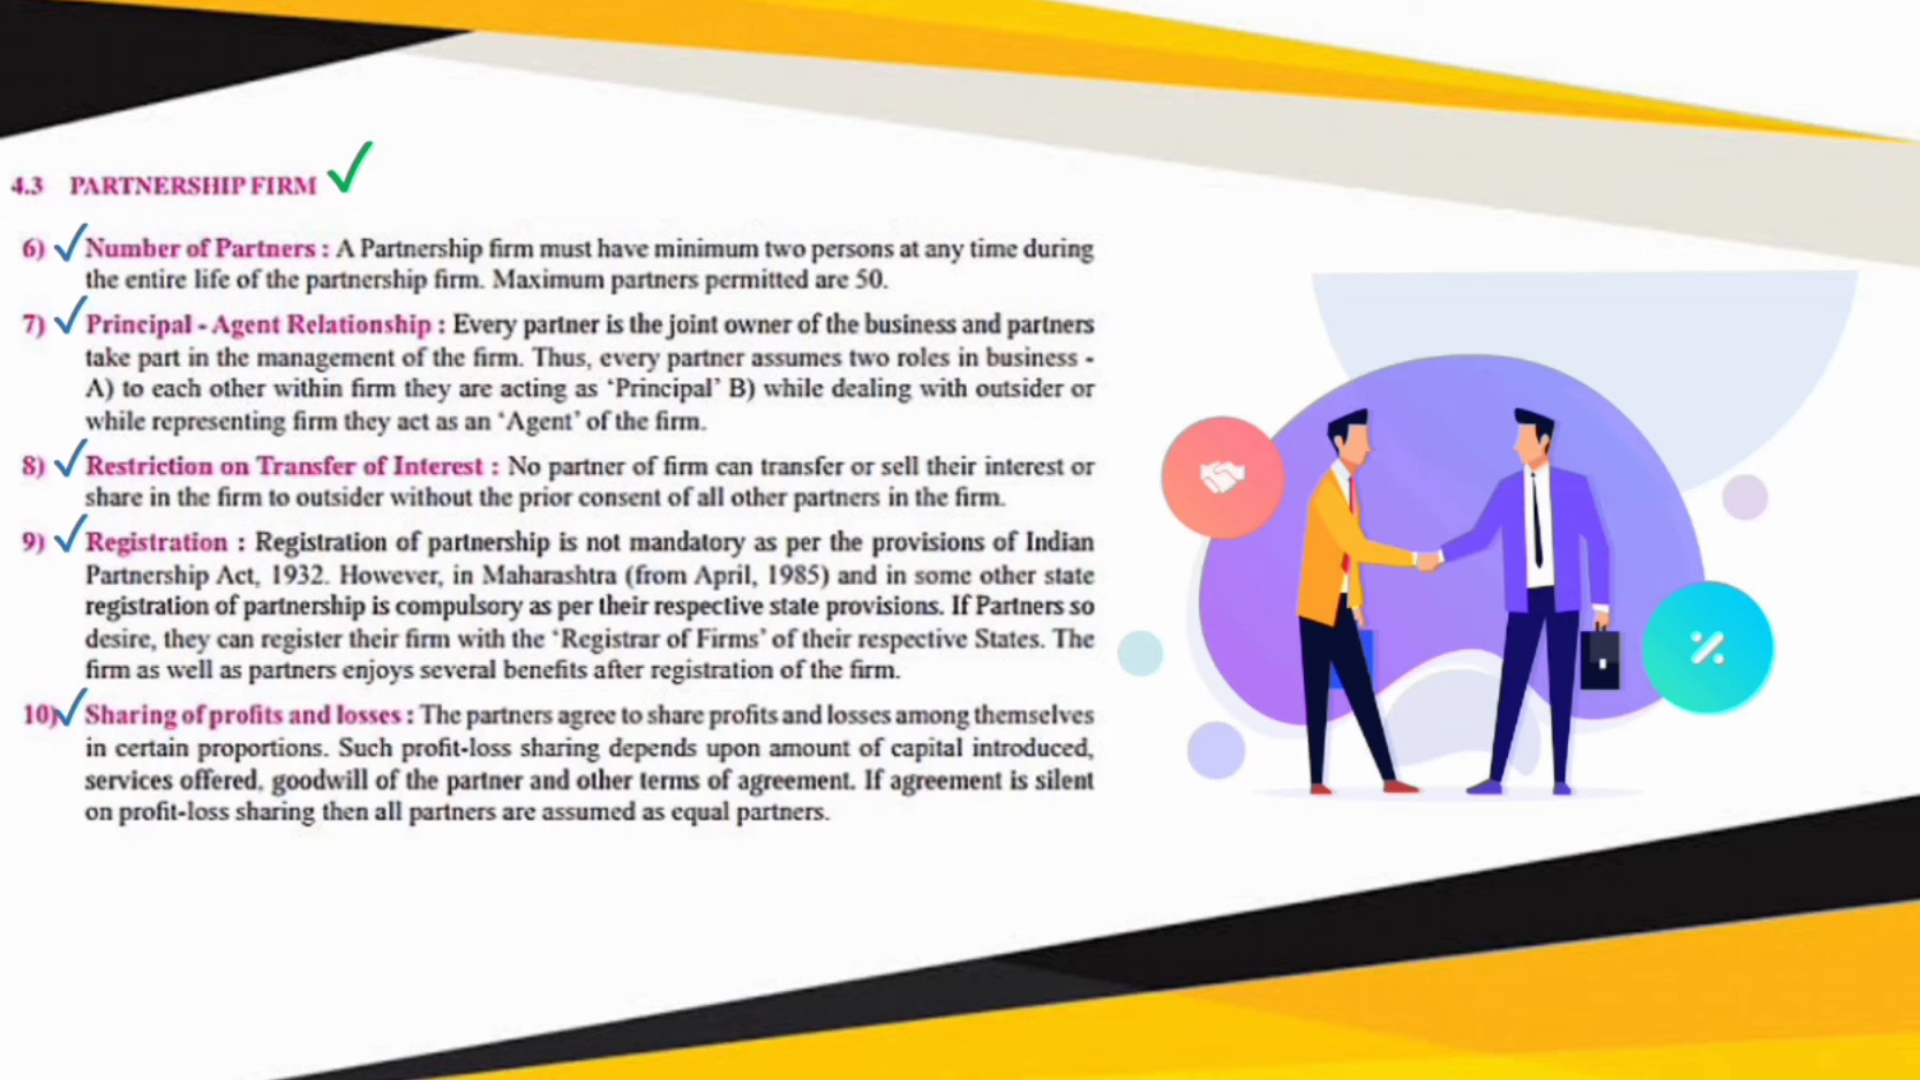 4.3 PARTNERSHIP FIRM
6) Number of Partners : A Partnership firm must have minimum two persons at any time during
the entire life of the partnership firm. Maximum partners permitted are 50.
7) Principal - Agent Relationship : Every partner is the joint owner of the business and partners
take part in the management of the firm. Thus, every partner assumes two roles in business -
A) to each other within firm they are acting as ‘Principal’ B) while dealing with outsider or
while representing firm they act as an ‘Agent’ of the firm.
8) Restriction on Transfer of Interest : No partner of firm can transfer or sell their interest or
share in the firm to outsider without the prior consent of all other partners in the firm.
9) Registration : Registration of partnership is not mandatory as per the provisions of Indian
Partnership Act, 1932. However, in Maharashtra (from April, 1985) and in some other state
registration of partnership is compulsory as per their respective state provisions. If Partners so
desire, they can register their firm with the ‘Registrar of Firms’ of their respective States. The
firm as well as partners enjoys several benefits after registration of the firm.
10) Sharing of profits and losses : The partners agree to share profits and losses among themselves
in certain proportions. Such profit-loss sharing depends upon amount of capital introduced,
services offered, goodwill of the partner and other terms of agreement. If agreement is silent
on profit-loss sharing then all partners are assumed as equal partners.
%